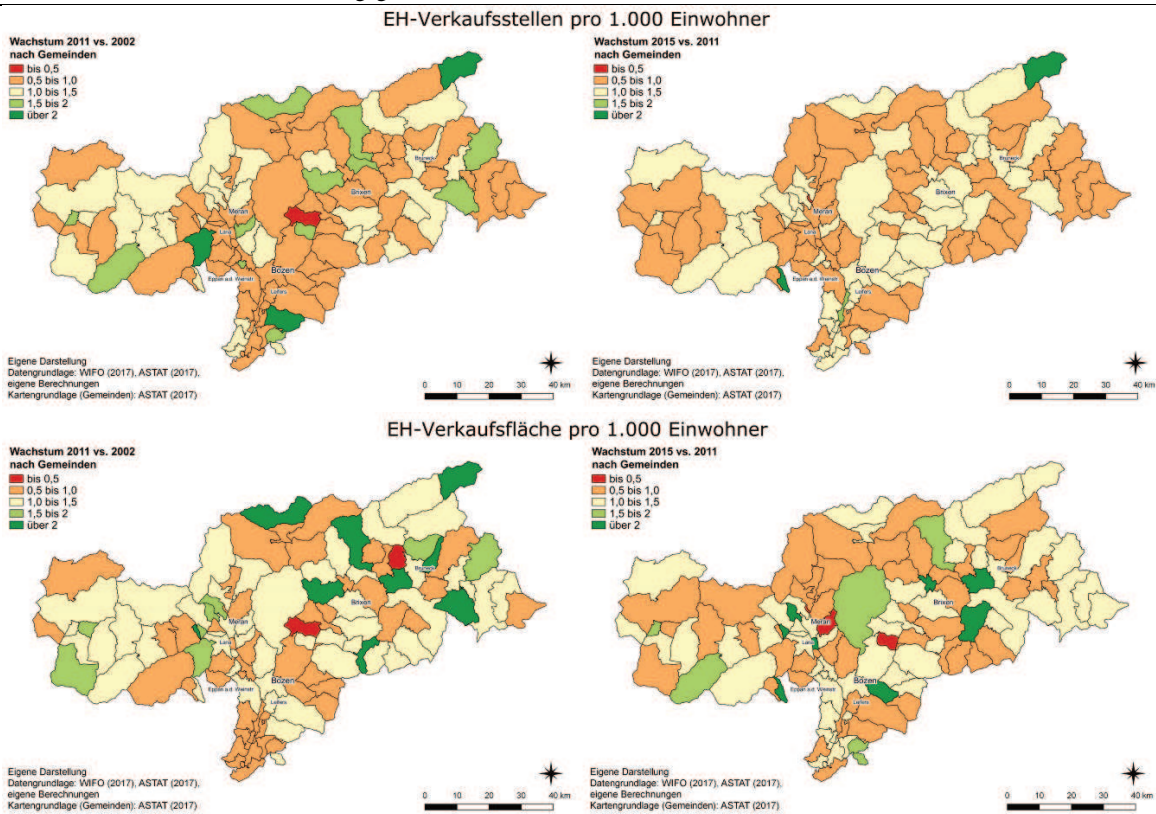 EH-Verkaufsstellen pro 1.000 Einwohner
Wachstum 2011 vs. 2002
nach Gemeinden
bis 0,5
0,5 bis 1,0
1,0 bis 1,5
1,5 bis 2
über 2
Bruneck
Brixen
Meran
Lana
Bozen
Eppan a.d. Weinstr.
Leifers
Eigene Darstellung
Datengrundlage: WIFO (2017), ASTAT (2017),
eigene Berechnungen
Kartengrundlage (Gemeinden): ASTAT (2017)
0 10 20 30 40 km
Wachstum 2015 vs. 2011
nach Gemeinden
bis 0,5
0,5 bis 1,0
1,0 bis 1,5
1,5 bis 2
über 2
Bruneck
Brixen
Meran
Lana
Bozen
Eppan a.d. Weinstr.
Leifers
Eigene Darstellung
Datengrundlage: WIFO (2017), ASTAT (2017),
eigene Berechnungen
Kartengrundlage (Gemeinden): ASTAT (2017)
0 10 20 30 40 km
EH-Verkaufsfläche pro 1.000 Einwohner
Wachstum 2011 vs. 2002
nach Gemeinden
bis 0,5
0,5 bis 1,0
1,0 bis 1,5
1,5 bis 2
über 2
Bruneck
Brixen
Meran
Lana
Bozen
Eppan a.d. Weinstr.
Leifers
Eigene Darstellung
Datengrundlage: WIFO (2017), ASTAT (2017),
eigene Berechnungen
Kartengrundlage (Gemeinden): ASTAT (2017)
0 10 20 30 40 km
Wachstum 2015 vs. 2011
nach Gemeinden
bis 0,5
0,5 bis 1,0
1,0 bis 1,5
1,5 bis 2
über 2
Bruneck
Brixen
Meran
Lana
Bozen
Eppan a.d. Weinstr.
Leifers
Eigene Darstellung
Datengrundlage: WIFO (2017), ASTAT (2017),
eigene Berechnungen
Kartengrundlage (Gemeinden): ASTAT (2017)
0 10 20 30 40 km